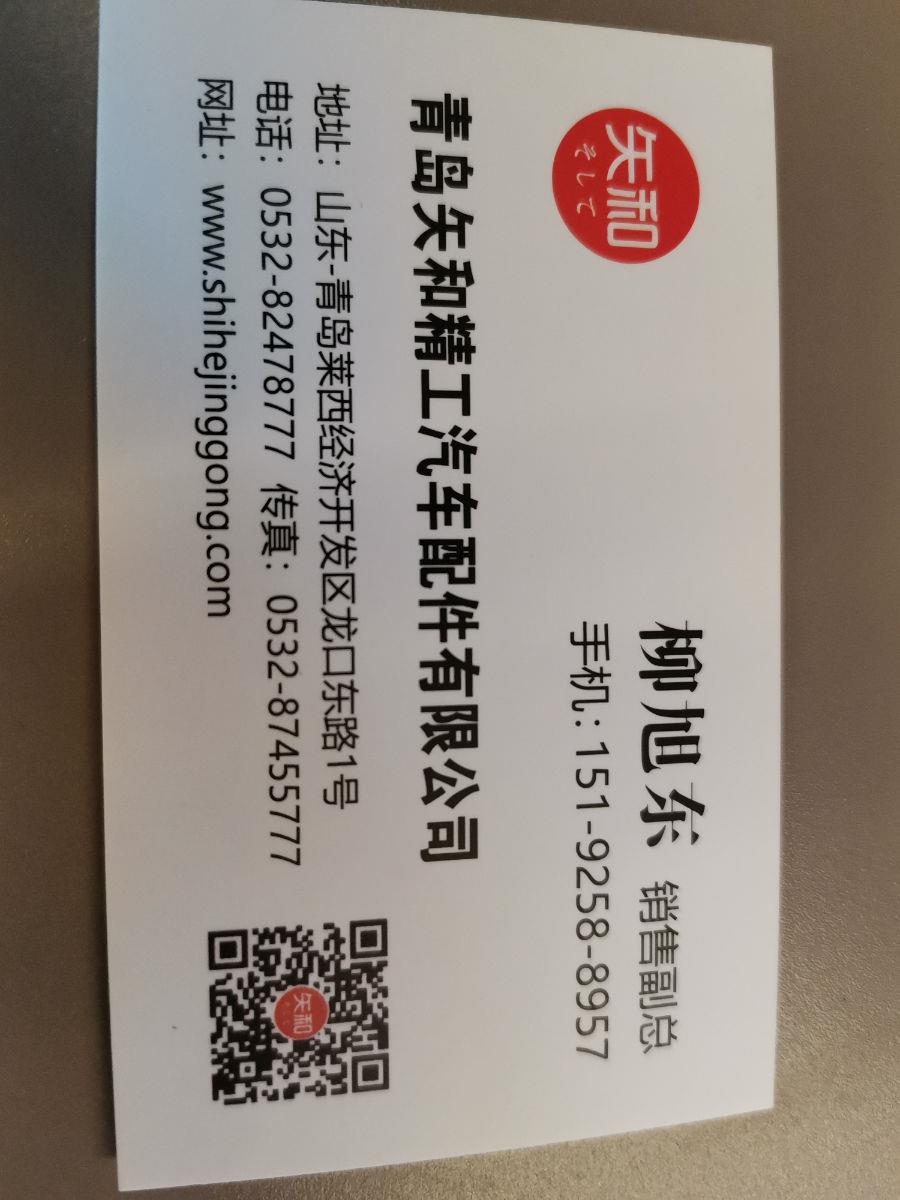 矢和
そして
柳旭东 销售副总
手机：151-9258-8957
青岛矢和精工汽车配件有限公司
地址：山东-青岛莱西经济开发区龙口东路1号
电话：0532-82478777 传真：0532-87455777
网址：www.shihejinggong.com
矢和